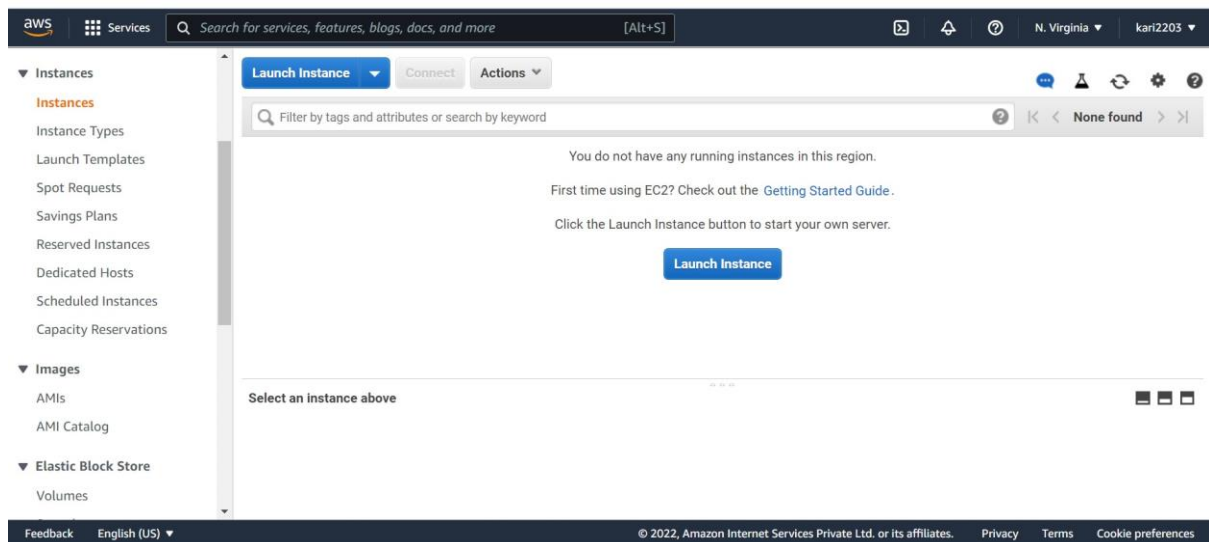 aws Services Search for services, features, blogs, docs, and more [Alt+S] N. Virginia kari2203
Instances
Instances
Instance Types
Launch Templates
Spot Requests
Savings Plans
Reserved Instances
Dedicated Hosts
Scheduled Instances
Capacity Reservations
Images
AMIs
AMI Catalog
Elastic Block Store
Volumes
Launch Instance Connect Actions
Filter by tags and attributes or search by keyword None found
You do not have any running instances in this region.
First time using EC2? Check out the Getting Started Guide.
Click the Launch Instance button to start your own server.
Launch Instance
Select an instance above
Feedback English (US) © 2022, Amazon Internet Services Private Ltd. or its affiliates. Privacy Terms Cookie preferences